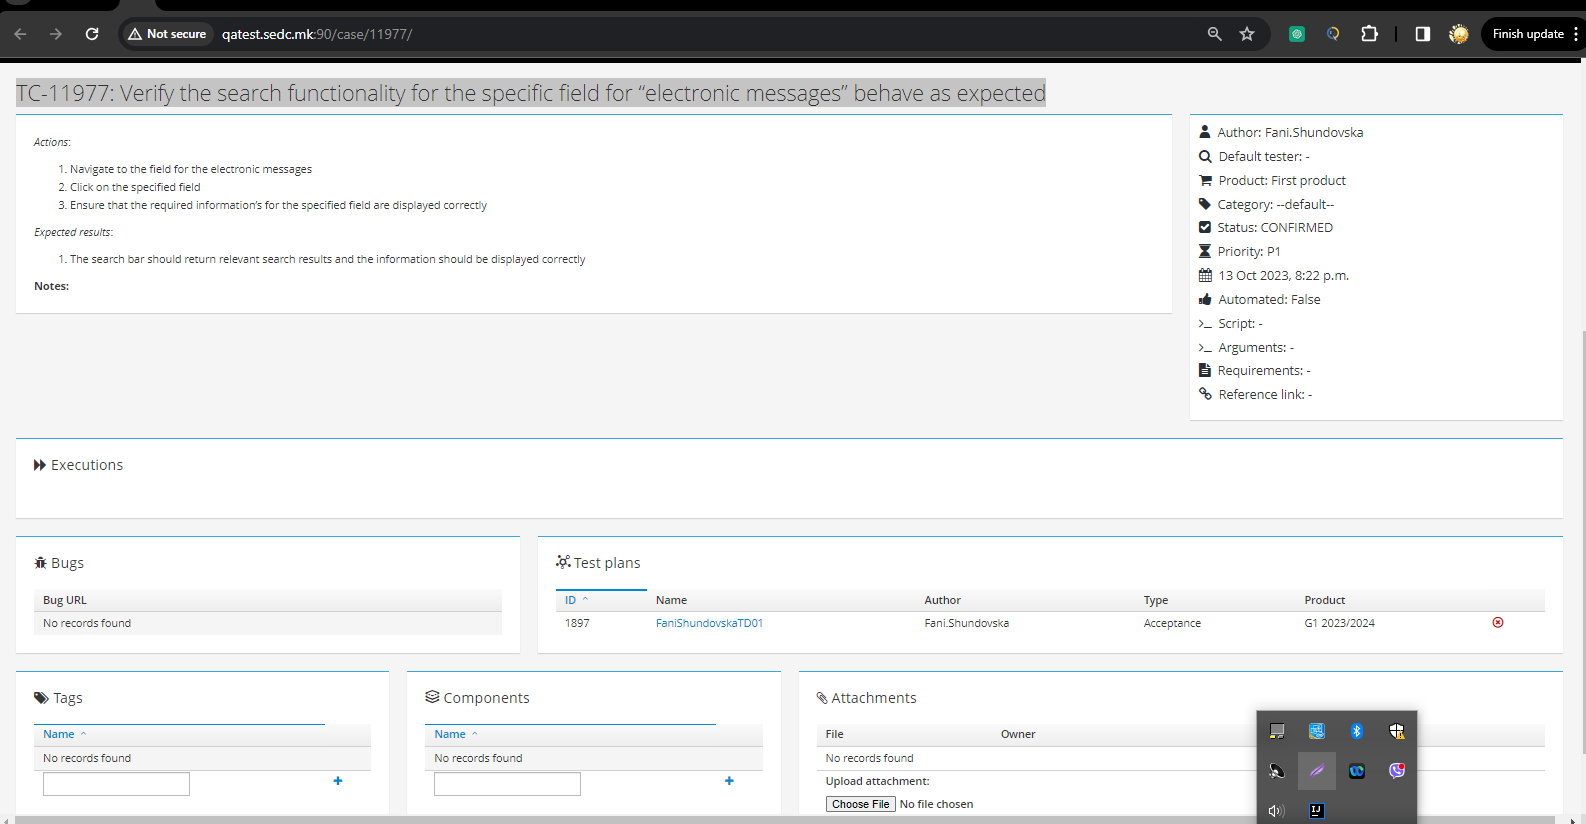 Not secure
qatest.sedc.mk:90/case/11977/
Finish update
TC-11977: Verify the search functionality for the specific field for “electronic messages” behave as expected
Actions:
1. Navigate to the field for the electronic messages
2. Click on the specified field
3. Ensure that the required information’s for the specified field are displayed correctly
Expected results:
1. The search bar should return relevant search results and the information should be displayed correctly
Notes:
Author: Fani.Shundovska
Default tester: -
Product: First product
Category: --default--
Status: CONFIRMED
Priority: P1
13 Oct 2023, 8:22 p.m.
Automated: False
Script: -
Arguments: -
Requirements: -
Reference link: -
Executions
Bugs
Bug URL
No records found
Test plans
ID Name Author Type Product
1897 FaniShundovskaTD01 Fani.Shundovska Acceptance G1 2023/2024
Tags
Name
No records found
Components
Name
No records found
Attachments
File Owner
No records found
Upload attachment:
Choose File No file chosen
IJ